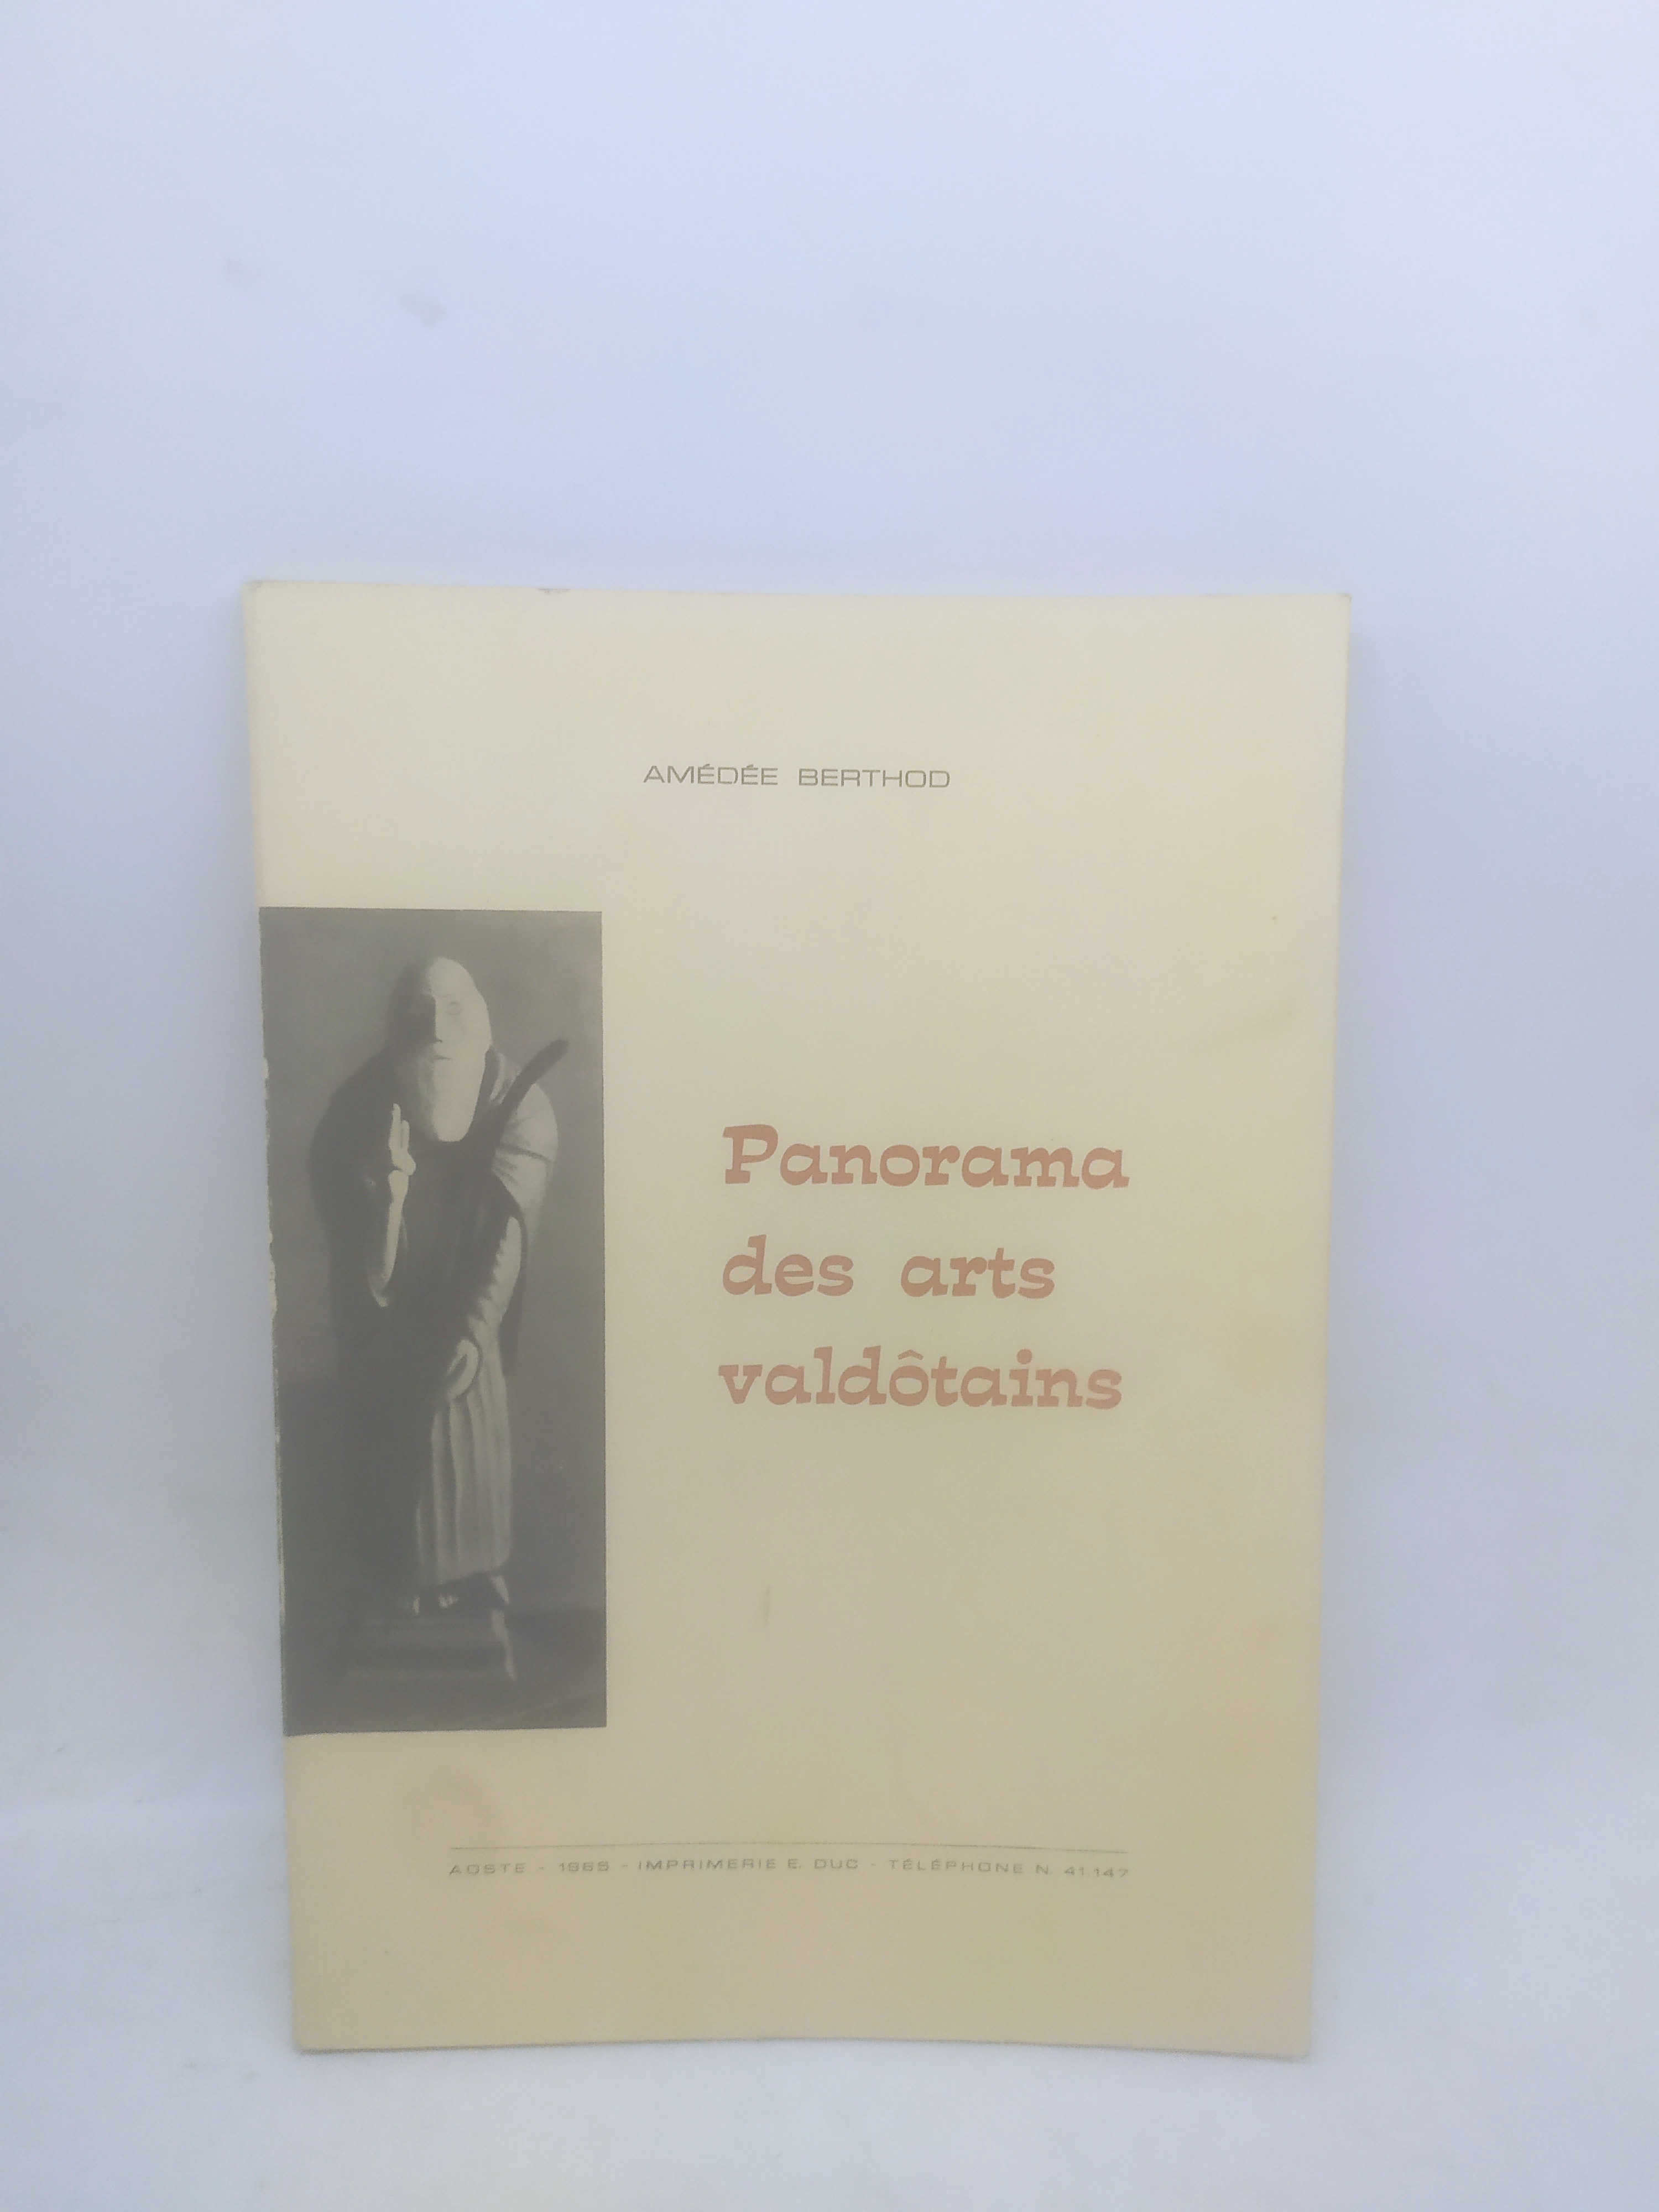 AMÉDÉE BERTHOD
Panorama
des arts
valdôtains
AOSTE - 1965 - IMPRIMERIE E. DUC - TÉLÉPHONE N. 41.147